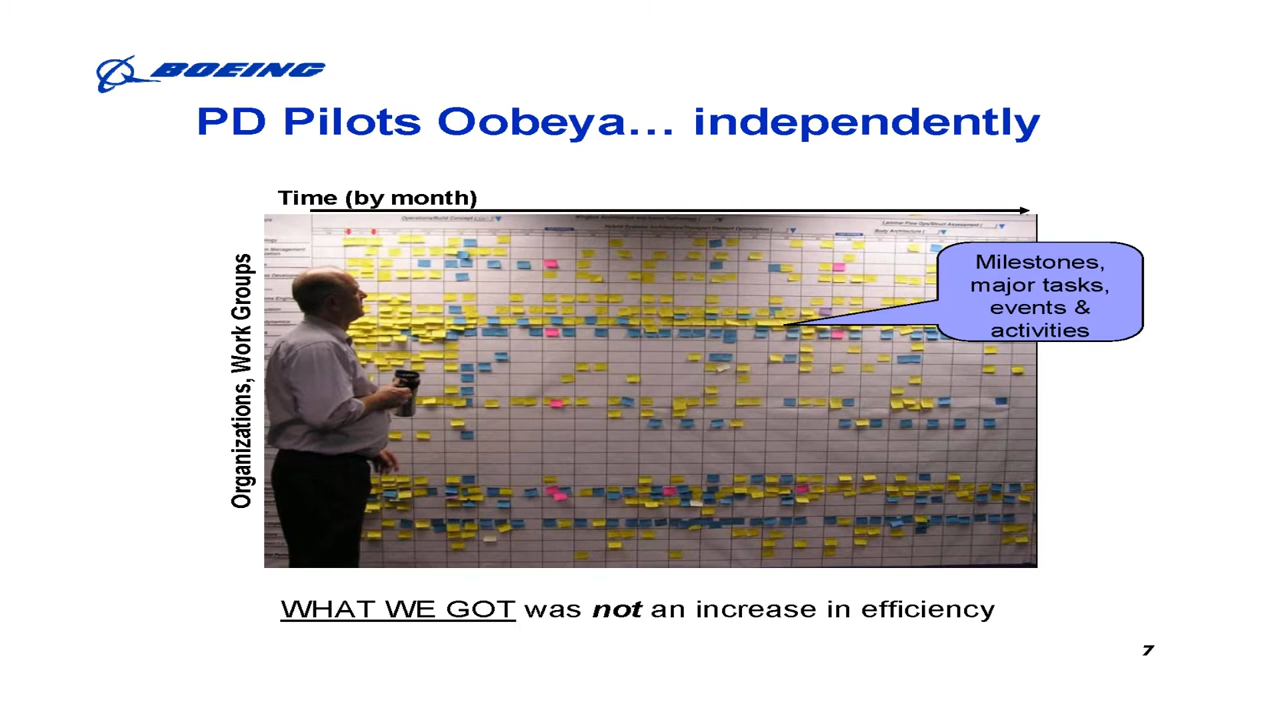 BOEING
PD Pilots Oobeya… independently
Time (by month)
Organizations, Work Groups
Milestones,
major tasks,
events &
activities
WHAT WE GOT was not an increase in efficiency
7